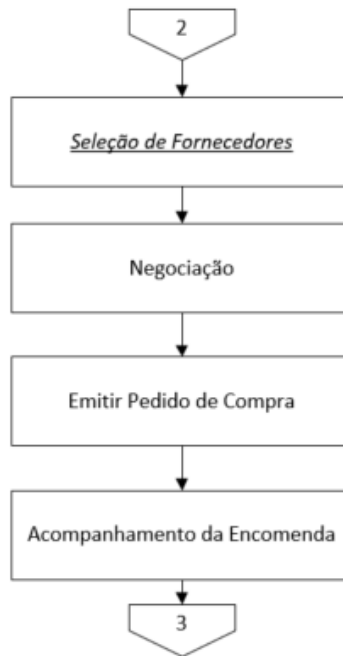 2
Seleção de Fornecedores
Negociação
Emitir Pedido de Compra
Acompanhamento da Encomenda
3